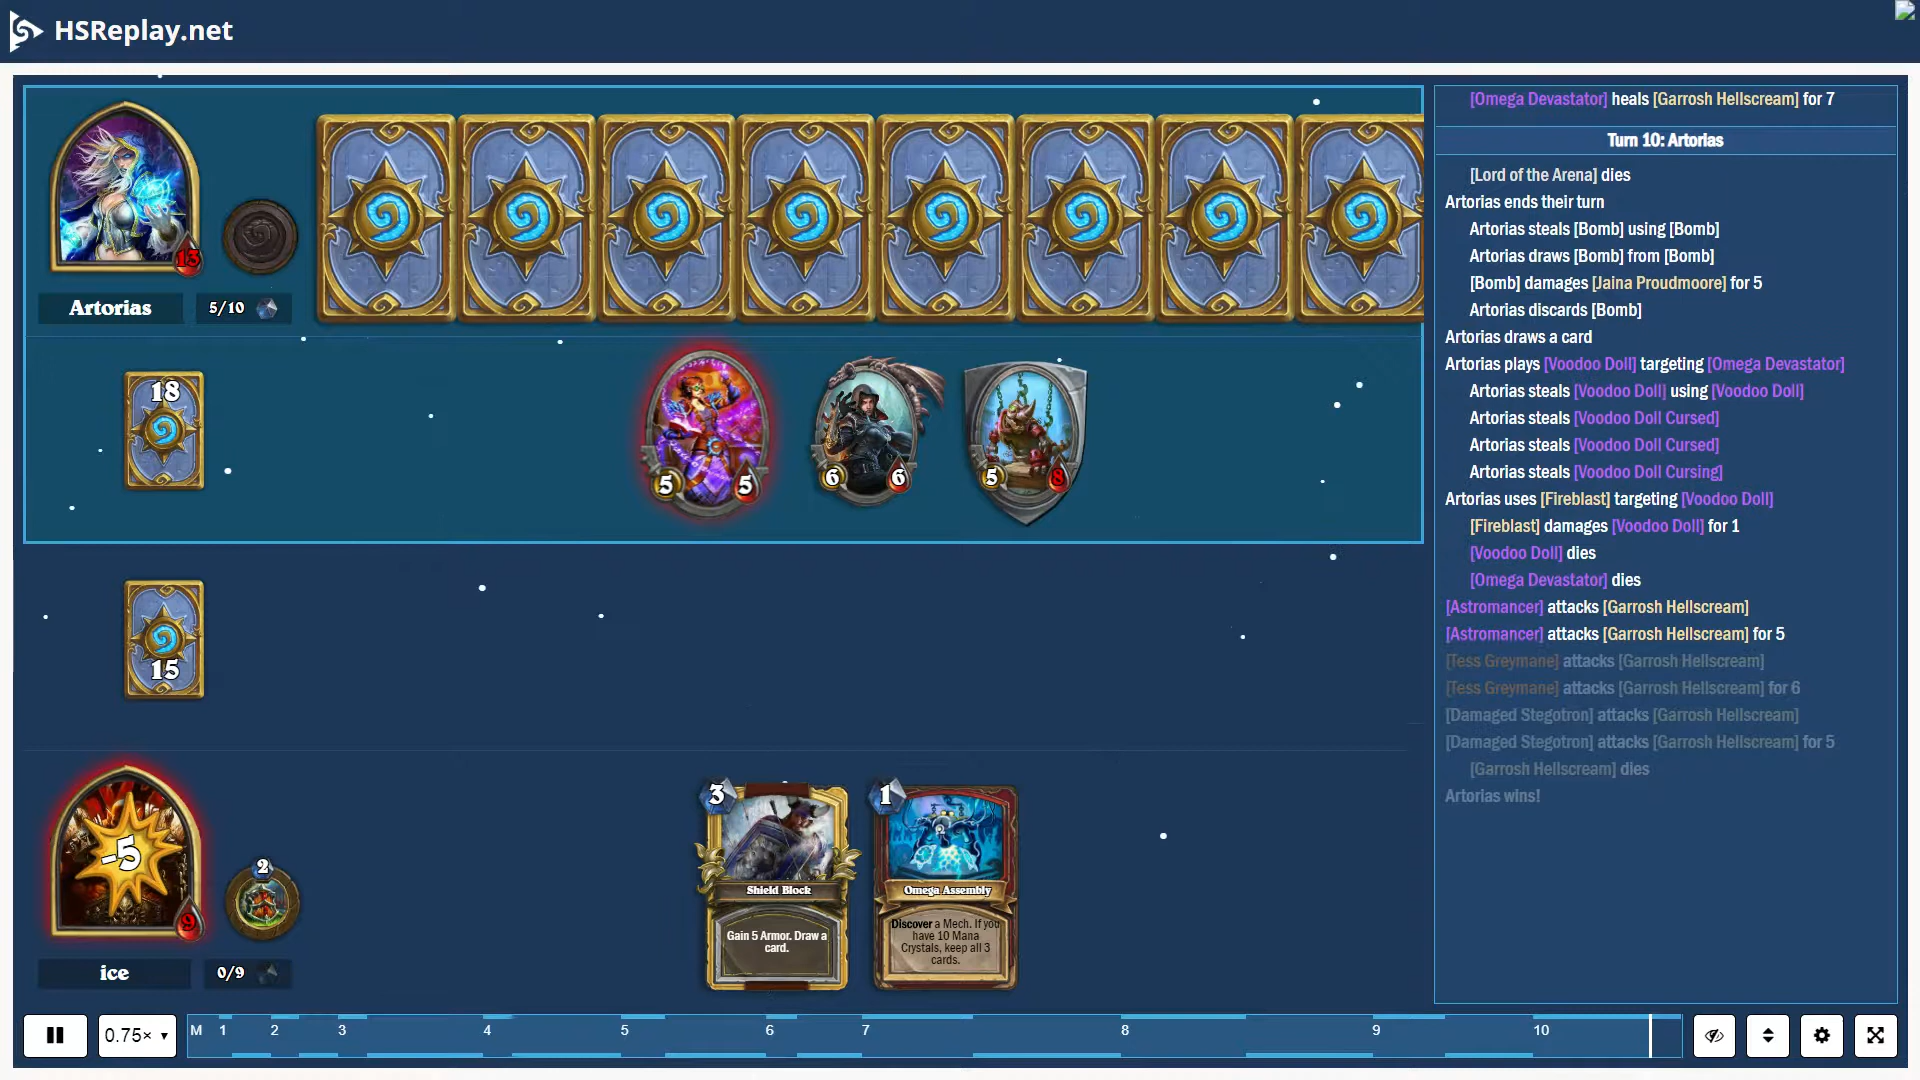 HSReplay.net
13
Artorias
5/10
18
5
5
6
6
5
8
15
-5
9
2
ice
0/9
3
Shield Block
Gain 5 Armor. Draw a
card.
1
Omega Assembly
Discover a Mech. If you
have 10 Mana
Crystals, keep all 3
cards.
[Omega Devastator] heals [Garrosh Hellscream] for 7
Turn 10: Artorias
[Lord of the Arena] dies
Artorias ends their turn
Artorias steals [Bomb] using [Bomb]
Artorias draws [Bomb] from [Bomb]
[Bomb] damages [Jaina Proudmoore] for 5
Artorias discards [Bomb]
Artorias draws a card
Artorias plays [Voodoo Doll] targeting [Omega Devastator]
Artorias steals [Voodoo Doll] using [Voodoo Doll]
Artorias steals [Voodoo Doll Cursed]
Artorias steals [Voodoo Doll Cursed]
Artorias steals [Voodoo Doll Cursing]
Artorias uses [Fireblast] targeting [Voodoo Doll]
[Fireblast] damages [Voodoo Doll] for 1
[Voodoo Doll] dies
[Omega Devastator] dies
[Astromancer] attacks [Garrosh Hellscream]
[Astromancer] attacks [Garrosh Hellscream] for 5
[Tess Greymane] attacks [Garrosh Hellscream]
[Tess Greymane] attacks [Garrosh Hellscream] for 6
[Damaged Stegotron] attacks [Garrosh Hellscream]
[Damaged Stegotron] attacks [Garrosh Hellscream] for 5
[Garrosh Hellscream] dies
Artorias wins!
0.75×
M 1 2 3 4 5 6 7 8 9 10